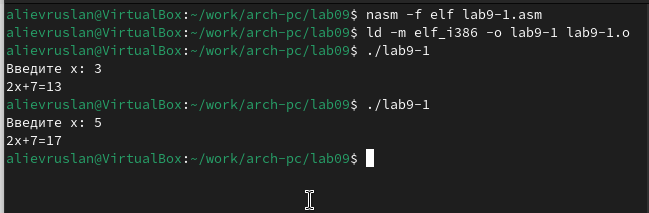 alievruslan@VirtualBox:~/work/arch-pc/lab09$ nasm -f elf lab9-1.asm
alievruslan@VirtualBox:~/work/arch-pc/lab09$ ld -m elf_i386 -o lab9-1 lab9-1.o
alievruslan@VirtualBox:~/work/arch-pc/lab09$ ./lab9-1
Введите x: 3
2x+7=13
alievruslan@VirtualBox:~/work/arch-pc/lab09$ ./lab9-1
Введите x: 5
2x+7=17
alievruslan@VirtualBox:~/work/arch-pc/lab09$